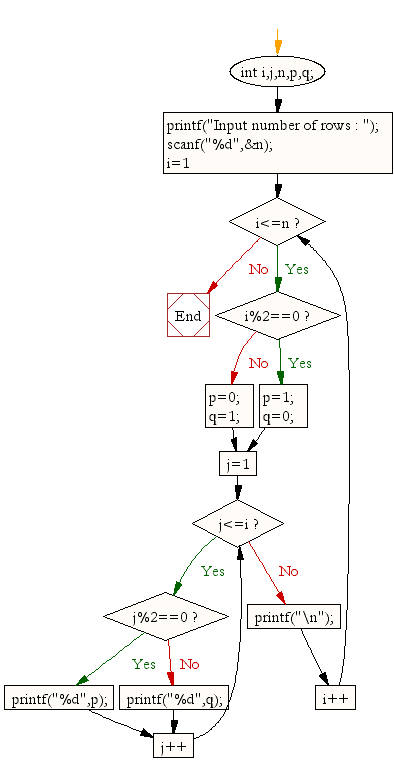 int i,j,n,p,q;
printf("Input number of rows : ");
scanf("%d",&n);
i=1
i<=n ?
No
Yes
End
i%2==0 ?
No
Yes
p=0;
q=1;
p=1;
q=0;
j=1
j<=i ?
Yes
No
j%2==0 ?
printf("\n");
Yes
No
printf("%d",p);
printf("%d",q);
i++
j++